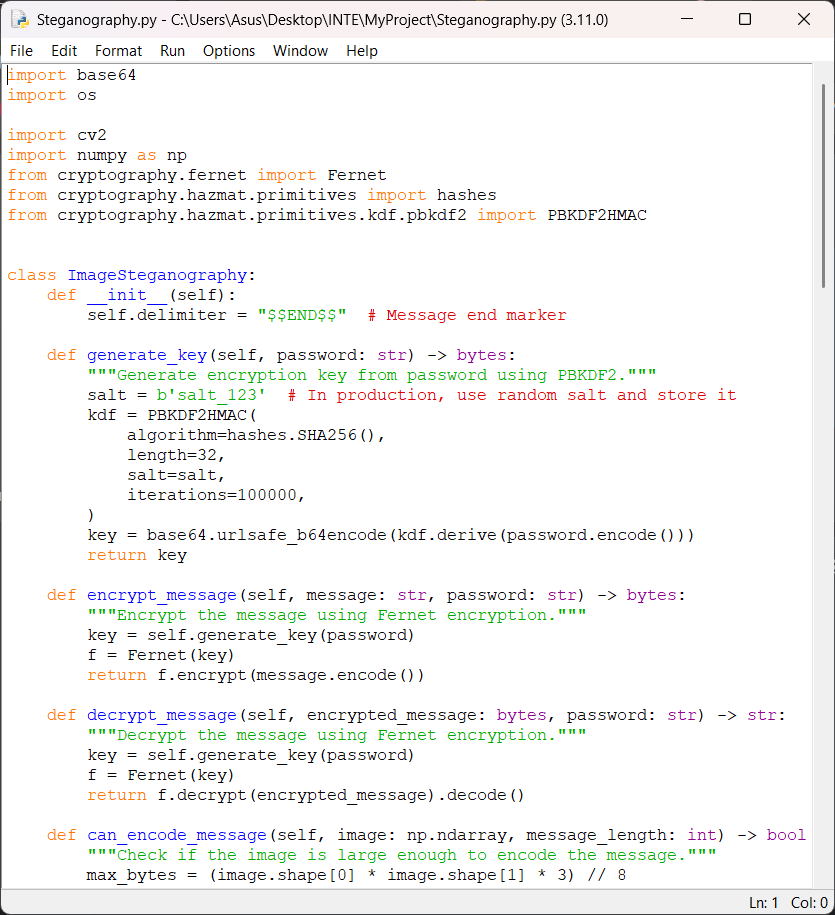 Steganography.py - C:\Users\Asus\Desktop\INTE\MyProject\Steganography.py (3.11.0)
File Edit Format Run Options Window Help
import base64
import os

import cv2
import numpy as np
from cryptography.fernet import Fernet
from cryptography.hazmat.primitives import hashes
from cryptography.hazmat.primitives.kdf.pbkdf2 import PBKDF2HMAC


class ImageSteganography:
    def __init__(self):
        self.delimiter = "$$END$$"  # Message end marker

    def generate_key(self, password: str) -> bytes:
        """Generate encryption key from password using PBKDF2."""
        salt = b'salt_123'  # In production, use random salt and store it
        kdf = PBKDF2HMAC(
            algorithm=hashes.SHA256(),
            length=32,
            salt=salt,
            iterations=100000,
        )
        key = base64.urlsafe_b64encode(kdf.derive(password.encode()))
        return key

    def encrypt_message(self, message: str, password: str) -> bytes:
        """Encrypt the message using Fernet encryption."""
        key = self.generate_key(password)
        f = Fernet(key)
        return f.encrypt(message.encode())

    def decrypt_message(self, encrypted_message: bytes, password: str) -> str:
        """Decrypt the message using Fernet encryption."""
        key = self.generate_key(password)
        f = Fernet(key)
        return f.decrypt(encrypted_message).decode()

    def can_encode_message(self, image: np.ndarray, message_length: int) -> bool
        """Check if the image is large enough to encode the message."""
        max_bytes = (image.shape[0] * image.shape[1] * 3) // 8
Ln: 1 Col: 0